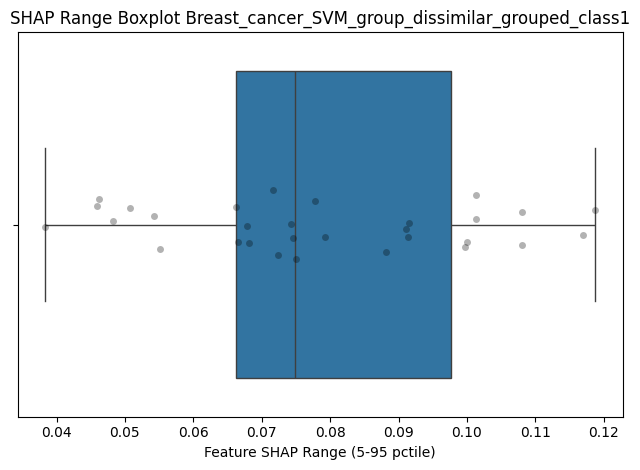 SHAP Range Boxplot Breast_cancer_SVM_group_dissimilar_grouped_class1
0.04 0.05 0.06 0.07 0.08 0.09 0.10 0.11 0.12
Feature SHAP Range (5-95 pctile)